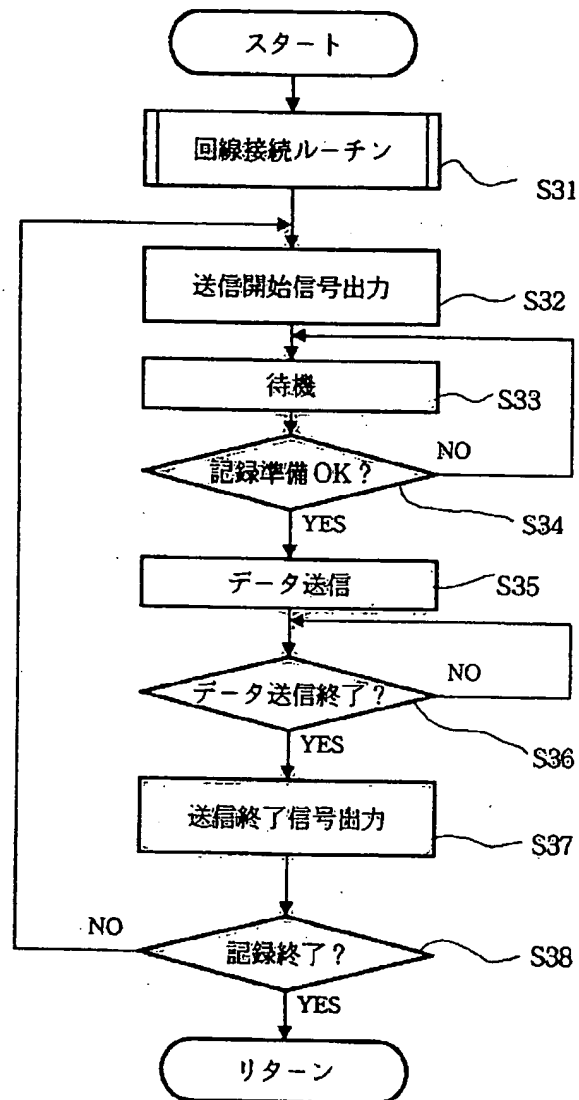 スタート
回線接続ルーチン
S31
送信開始信号出力
S32
待機
S33
記録準備OK?
NO
S34
YES
データ送信
S35
データ送信終了?
NO
S36
YES
送信終了信号出力
S37
NO
記録終了?
S38
YES
リターン